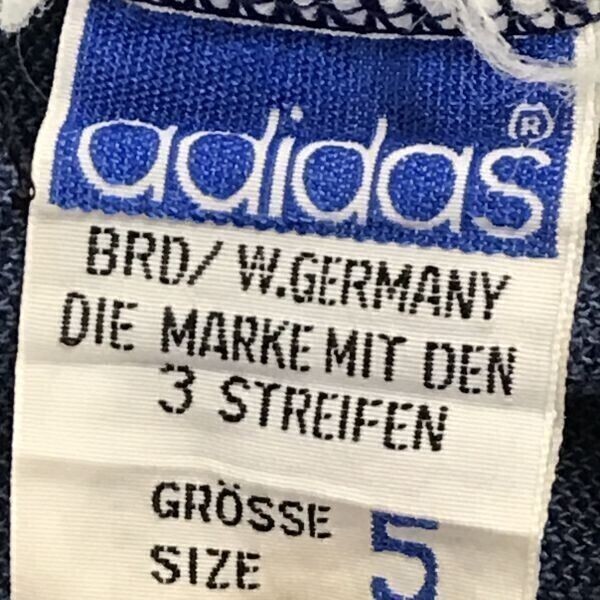 adidas®
BRD/ W.GERMANY
DIE MARKE MIT DEN
3 STREIFEN
GRÖSSE 5
SIZE